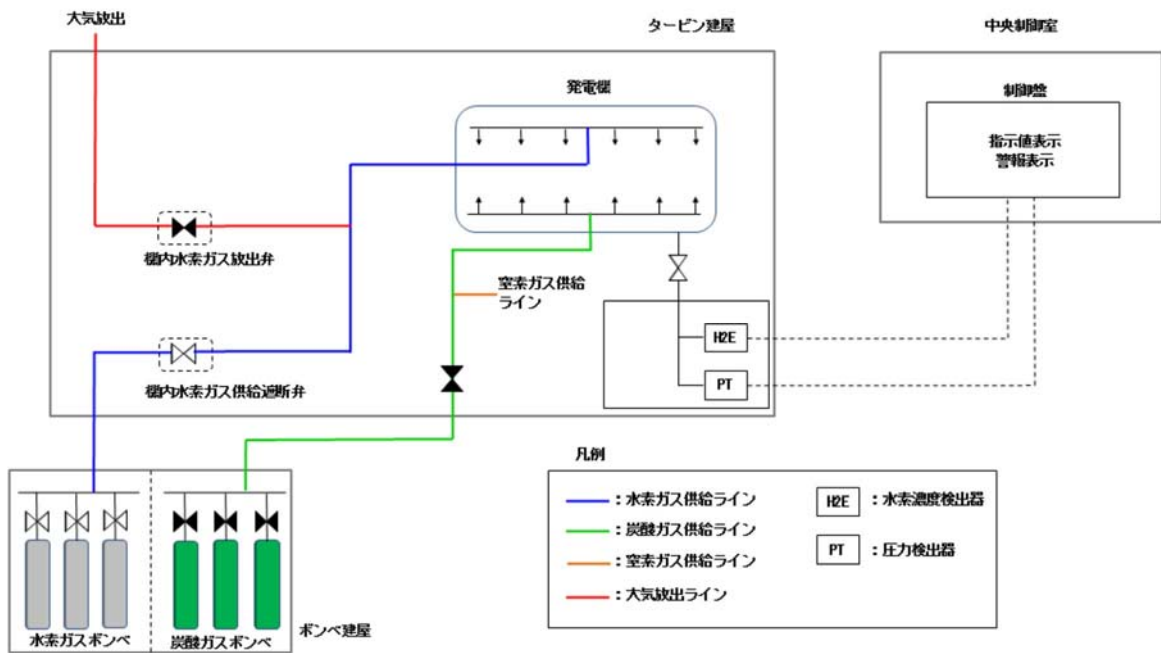 大気放出
タービン建屋
中央制御室
発電機
制御盤
指示値表示
警報表示
機内水素ガス放出弁
窒素ガス供給
ライン
H2E
機内水素ガス供給遮断弁
PT
凡例
:水素ガス供給ライン
H2E
:水素濃度検出器
:炭酸ガス供給ライン
PT
:圧力検出器
:窒素ガス供給ライン
:大気放出ライン
水素ガスボンベ
炭酸ガスボンベ
ボンベ建屋